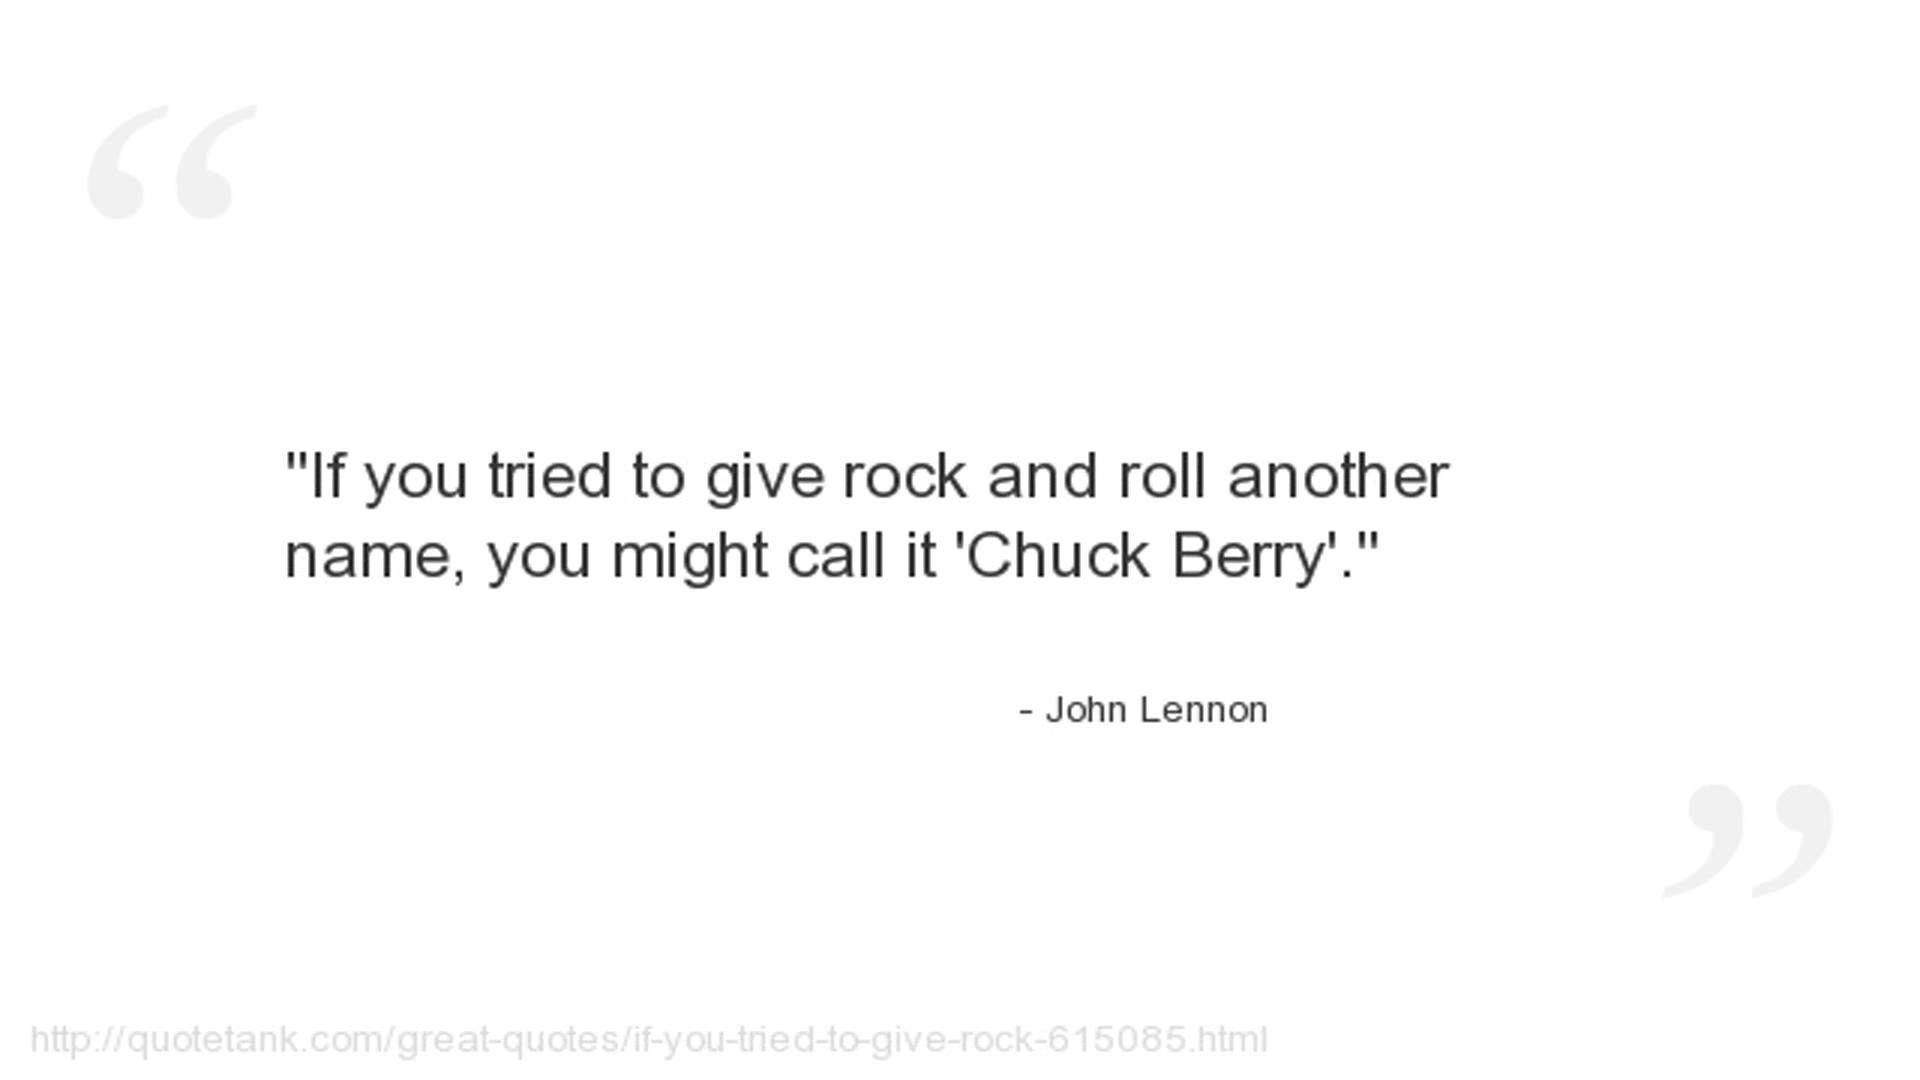 "If you tried to give rock and roll another
name, you might call it 'Chuck Berry'."
- John Lennon
http://quotetank.com/great-quotes/if-you-tried-to-give-rock-615085.html